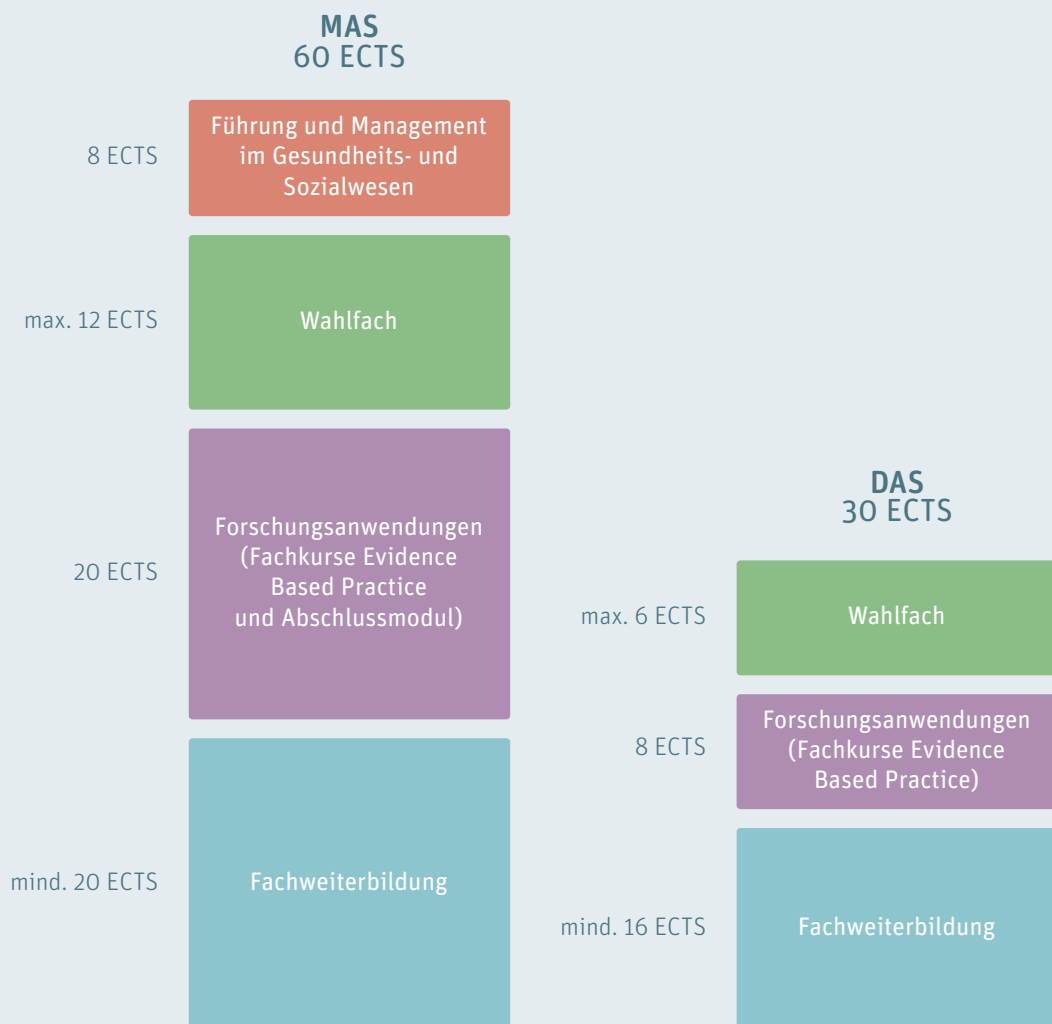 MAS
60 ECTS
8 ECTS
Führung und Management
im Gesundheits- und
Sozialwesen
max. 12 ECTS
Wahlfach
20 ECTS
Forschungsanwendungen
(Fachkurse Evidence
Based Practice
und Abschlussmodul)
mind. 20 ECTS
Fachweiterbildung
DAS
30 ECTS
max. 6 ECTS
Wahlfach
8 ECTS
Forschungsanwendungen
(Fachkurse Evidence
Based Practice)
mind. 16 ECTS
Fachweiterbildung